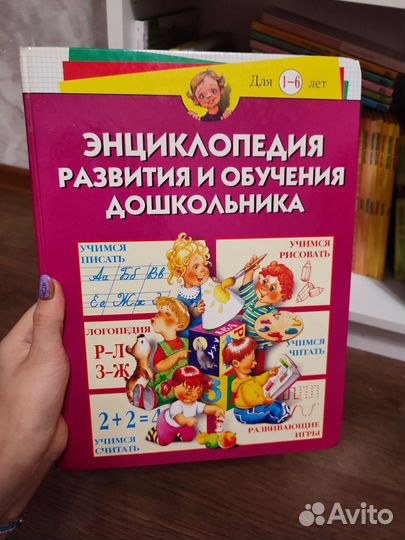 Для 1-6 лет
ЭНЦИКЛОПЕДИЯ
РАЗВИТИЯ И ОБУЧЕНИЯ
ДОШКОЛЬНИКА
УЧИМСЯ
ПИСАТЬ
Аа Бб Вв
Ее Жж З
УЧИМСЯ
РИСОВАТЬ
ЛОГОПЕДИЯ
Р-Л
З-Ж
УЧИМСЯ
ЧИТАТЬ
2+2=4
УЧИМСЯ
СЧИТАТЬ
РАЗВИВАЮЩИЕ
ИГРЫ
Avito